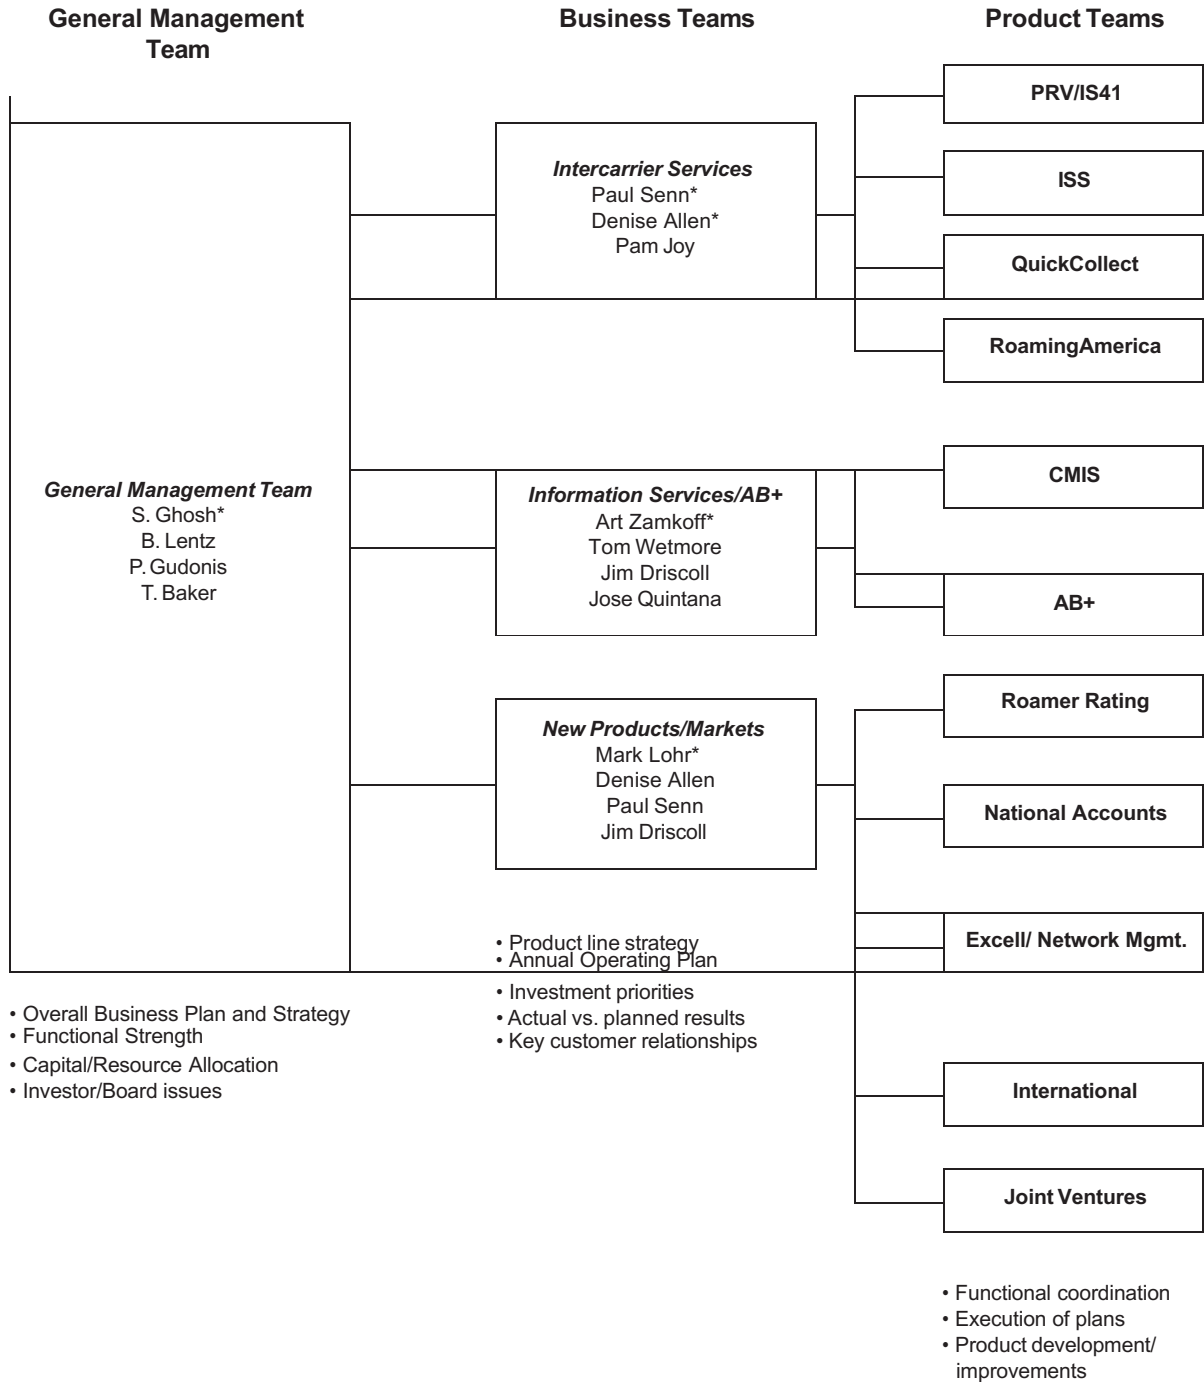 General Management
Team
Business Teams
Product Teams
General Management Team
S. Ghosh*
B. Lentz
P. Gudonis
T. Baker
• Overall Business Plan and Strategy
• Functional Strength
• Capital/Resource Allocation
• Investor/Board issues
Intercarrier Services
Paul Senn*
Denise Allen*
Pam Joy
Information Services/AB+
Art Zamkoff*
Tom Wetmore
Jim Driscoll
Jose Quintana
New Products/Markets
Mark Lohr*
Denise Allen
Paul Senn
Jim Driscoll
• Product line strategy
• Annual Operating Plan
• Investment priorities
• Actual vs. planned results
• Key customer relationships
PRV/IS41
ISS
QuickCollect
RoamingAmerica
CMIS
AB+
Roamer Rating
National Accounts
Excell/ Network Mgmt.
International
Joint Ventures
• Functional coordination
• Execution of plans
• Product development/
improvements